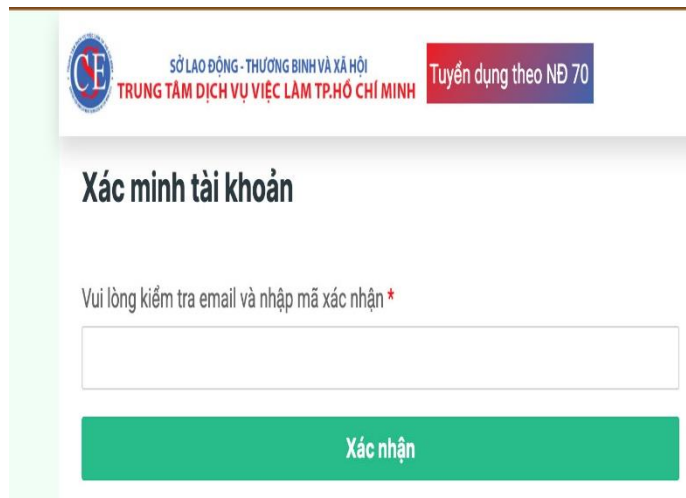 SỞ LAO ĐỘNG - THƯƠNG BINH VÀ XÃ HỘI
TRUNG TÂM DỊCH VỤ VIỆC LÀM TP.HỒ CHÍ MINH
Tuyển dụng theo NĐ 70
Xác minh tài khoản
Vui lòng kiểm tra email và nhập mã xác nhận *
Xác nhận